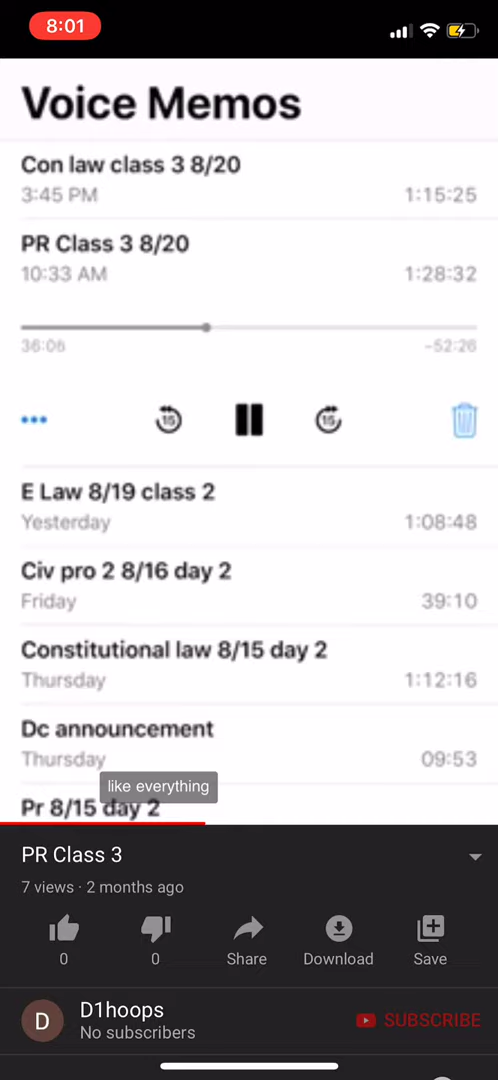 8:01
Voice Memos
Con law class 3 8/20
3:45 PM 1:15:25
PR Class 3 8/20
10:33 AM 1:28:32
36:06 -52:26
15 15
E Law 8/19 class 2
Yesterday 1:08:48
Civ pro 2 8/16 day 2
Friday 39:10
Constitutional law 8/15 day 2
Thursday 1:12:16
Dc announcement
Thursday 09:53
like everything
Pr 8/15 day 2
PR Class 3
7 views · 2 months ago
0 0 Share Download Save
D D1hoops
No subscribers
SUBSCRIBE